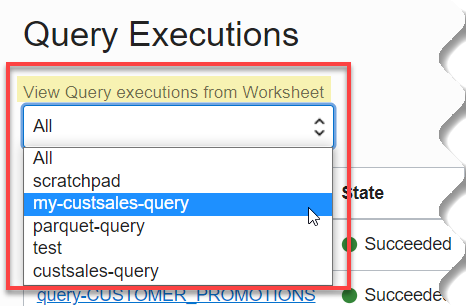 Query Executions
View Query executions from Worksheet
All
All
scratchpad
my-custsales-query
State
parquet-query
test
Succeeded
custsales-query
query-CUSTOMER_PROMOTIONS
Succeeded